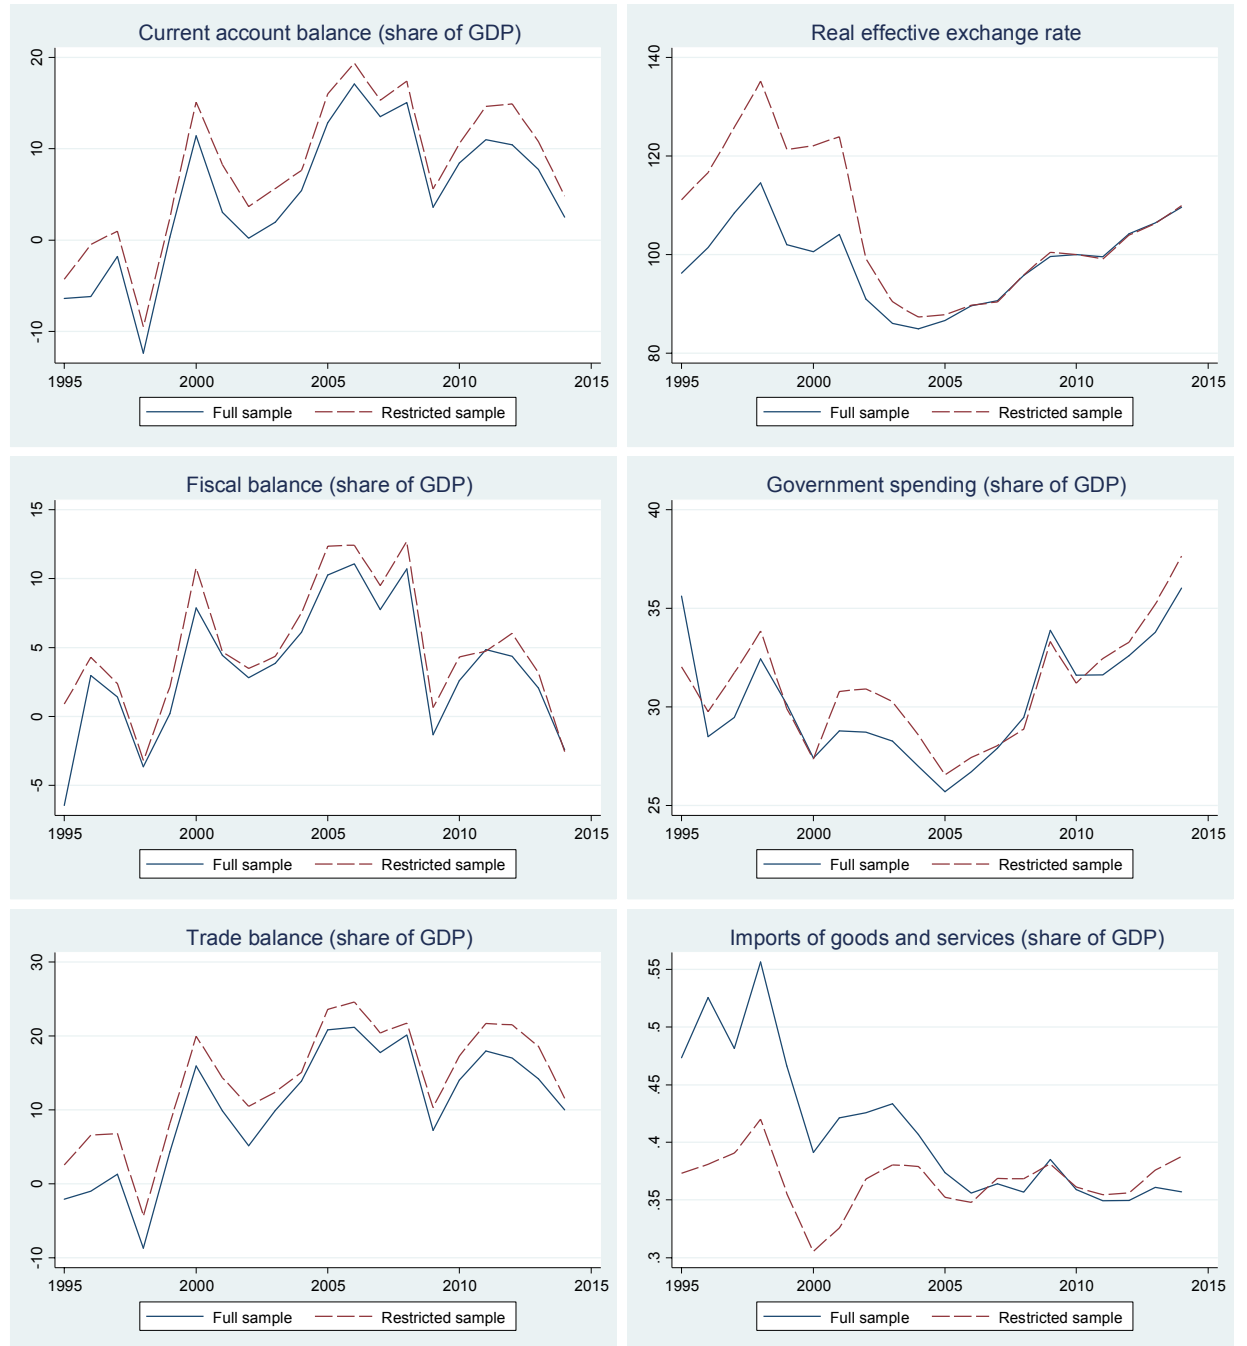 Current account balance (share of GDP)
20
10
0
-10
1995 2000 2005 2010 2015
Full sample Restricted sample
Real effective exchange rate
140
120
100
80
1995 2000 2005 2010 2015
Full sample Restricted sample
Fiscal balance (share of GDP)
15
10
5
0
-5
1995 2000 2005 2010 2015
Full sample Restricted sample
Government spending (share of GDP)
40
35
30
25
1995 2000 2005 2010 2015
Full sample Restricted sample
Trade balance (share of GDP)
30
20
10
0
-10
1995 2000 2005 2010 2015
Full sample Restricted sample
Imports of goods and services (share of GDP)
.55
.5
.45
.4
.35
.3
1995 2000 2005 2010 2015
Full sample Restricted sample